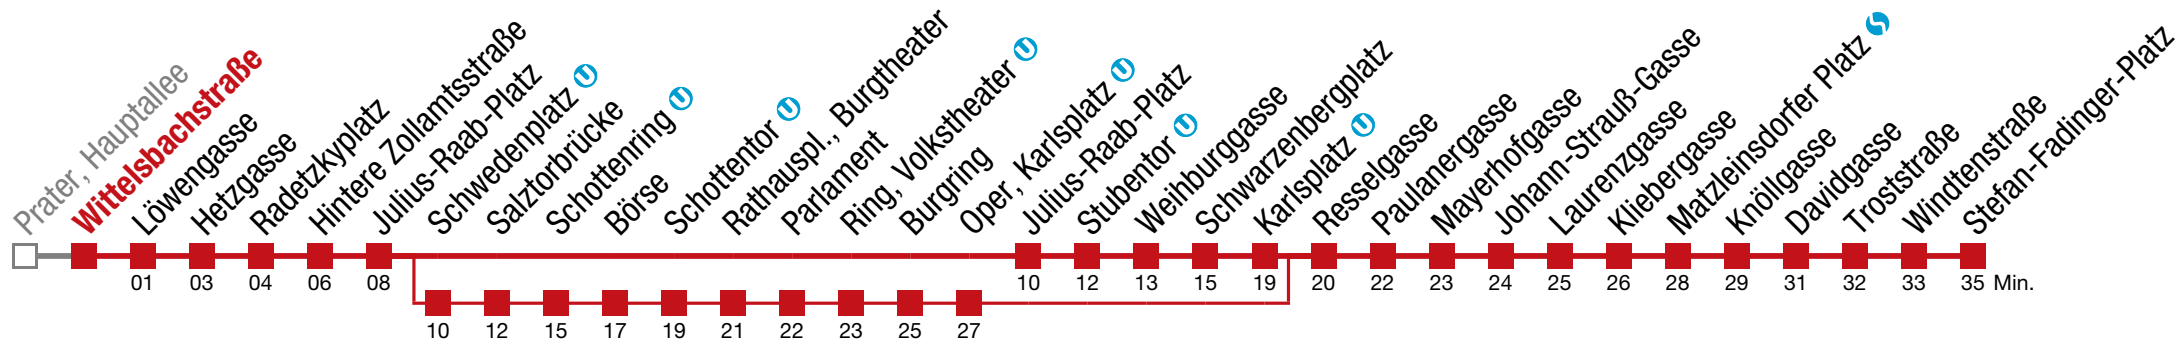 Prater, Hauptallee
Wittelsbachstraße
Löwengasse
Hetzgasse
Radetzkyplatz
Hintere Zollamtsstraße
Julius-Raab-Platz
Schwedenplatz U
Salztorbrücke
Schottenring U
Börse
Schottentor U
Rathauspl., Burgtheater
Parlament
Ring, Volkstheater U
Burgring
Oper, Karlsplatz U
Julius-Raab-Platz
Stubentor U
Weihburggasse
Schwarzenbergplatz
Karlsplatz U
Resselgasse
Paulanergasse
Mayerhofgasse
Johann-Strauß-Gasse
Laurenzgasse
Kliebergasse
Matzleinsdorfer Platz S
Knöllgasse
Davidgasse
Troststraße
Windtenstraße
Stefan-Fadinger-Platz
01 03 04 06 08 10 12 13 15 19 20 22 23 24 25 26 28 29 31 32 33 35 Min.
10 12 15 17 19 21 22 23 25 27